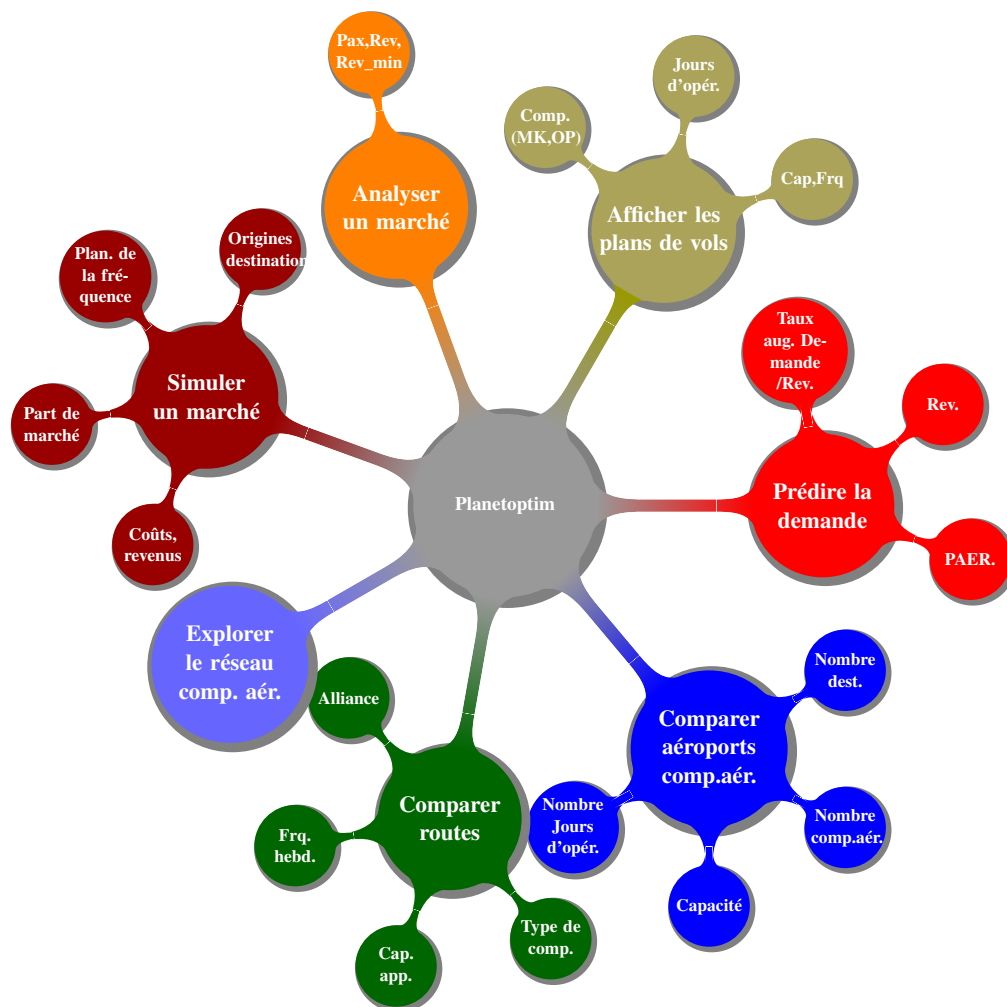 Pax,Rev,
Rev_min
Analyser
un marché
Jours
d'opér.
Comp.
(MK,OP)
Cap,Frq
Afficher les
plans de vols
Origines
destination
Plan. de
la fré-
quence
Simuler
un marché
Part de
marché
Coûts,
revenus
Taux
aug. De-
mande
/Rev.
Rev.
Prédire la
demande
PAER.
Planetoptim
Explorer
le réseau
comp. aér.
Alliance
Comparer
routes
Frq.
hebd.
Cap.
app.
Type de
comp.
Nombre
dest.
Comparer
aéroports
comp.aér.
Nombre
Jours
d'opér.
Nombre
comp.aér.
Capacité